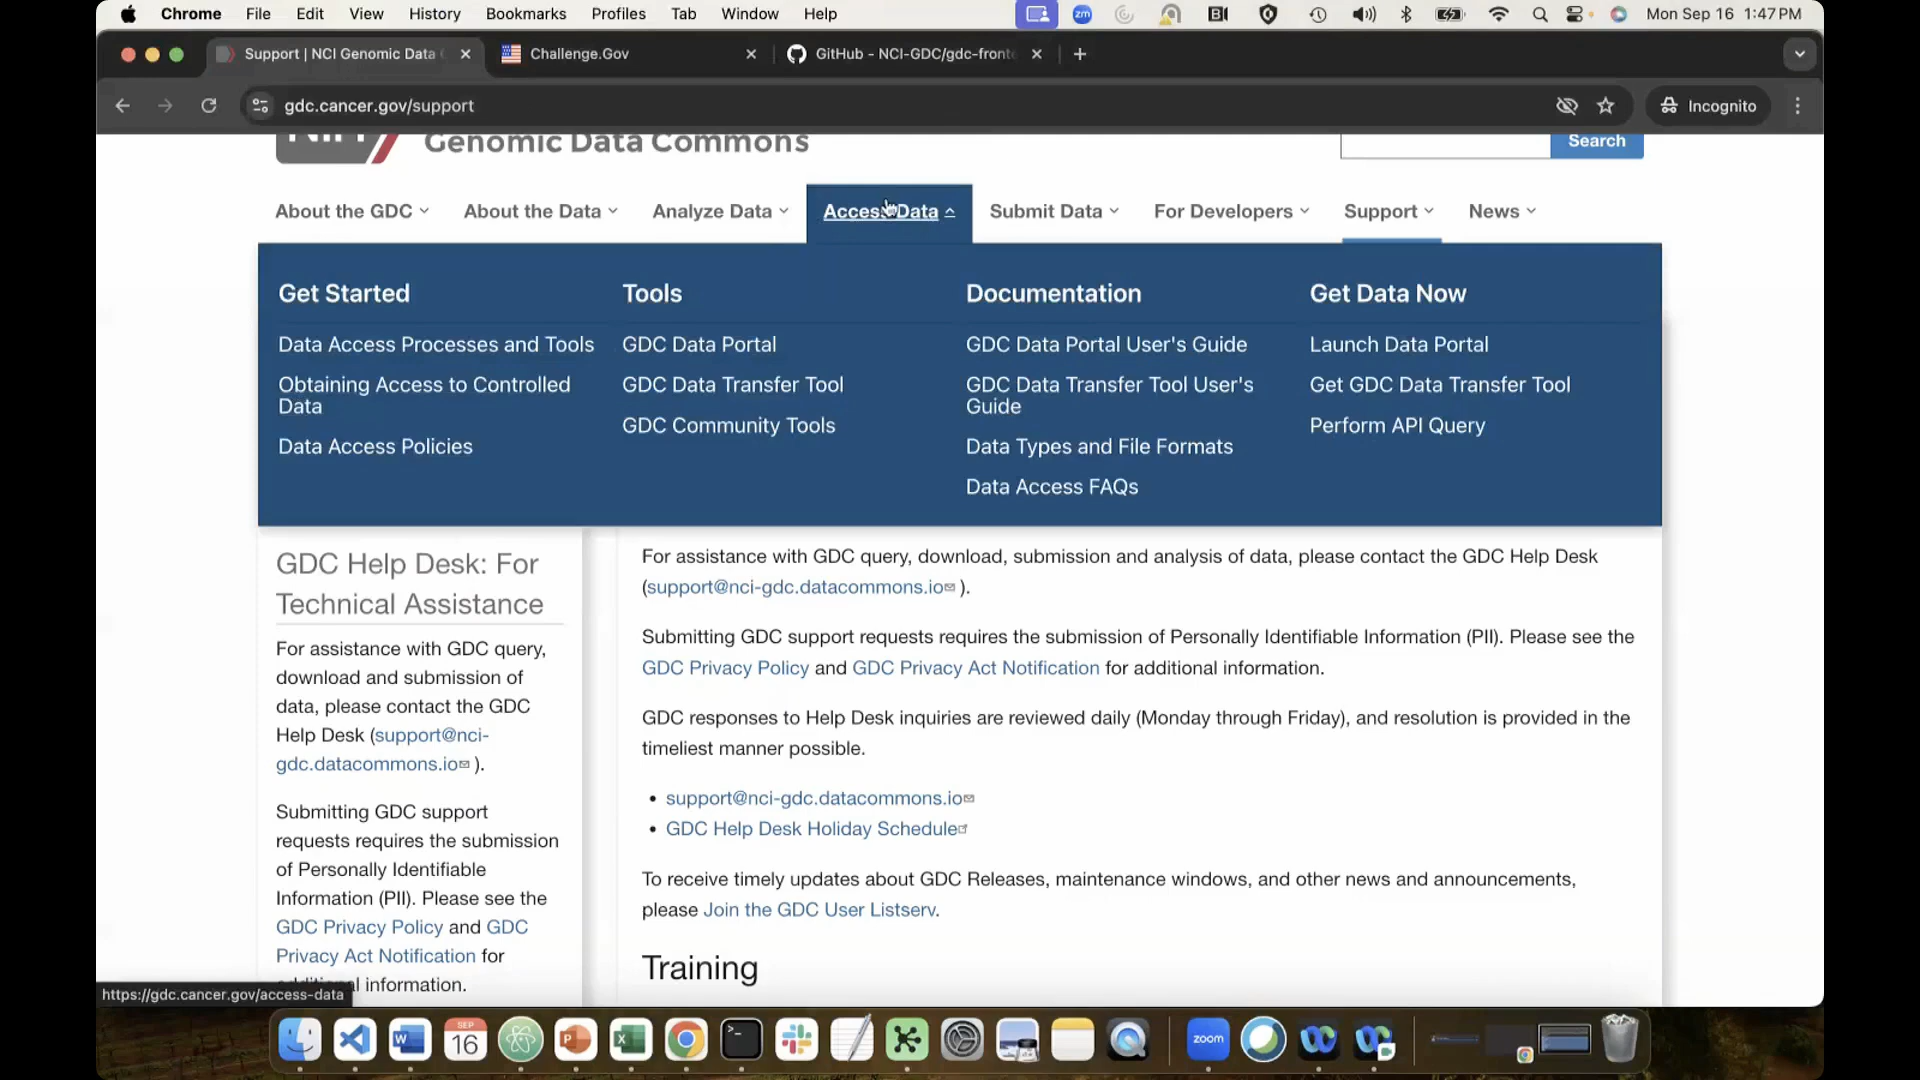 Chrome File Edit View History Bookmarks Profiles Tab Window Help
zm
Mon Sep 16 1:47 PM
Support | NCI Genomic Data
Challenge.Gov
GitHub - NCI-GDC/gdc-front
gdc.cancer.gov/support
Incognito
NIH
Genomic Data Commons
Search
About the GDC
About the Data
Analyze Data
Access Data
Submit Data
For Developers
Support
News
Get Started
Data Access Processes and Tools
Obtaining Access to Controlled
Data
Data Access Policies
Tools
GDC Data Portal
GDC Data Transfer Tool
GDC Community Tools
Documentation
GDC Data Portal User's Guide
GDC Data Transfer Tool User's
Guide
Data Types and File Formats
Data Access FAQs
Get Data Now
Launch Data Portal
Get GDC Data Transfer Tool
Perform API Query
GDC Help Desk: For
Technical Assistance
For assistance with GDC query,
download and submission of
data, please contact the GDC
Help Desk (support@nci-
gdc.datacommons.io ).
Submitting GDC support
requests requires the submission
of Personally Identifiable
Information (PII). Please see the
GDC Privacy Policy and GDC
Privacy Act Notification for
additional information.
For assistance with GDC query, download, submission and analysis of data, please contact the GDC Help Desk
(support@nci-gdc.datacommons.io ).
Submitting GDC support requests requires the submission of Personally Identifiable Information (PII). Please see the
GDC Privacy Policy and GDC Privacy Act Notification for additional information.
GDC responses to Help Desk inquiries are reviewed daily (Monday through Friday), and resolution is provided in the
timeliest manner possible.
• support@nci-gdc.datacommons.io
• GDC Help Desk Holiday Schedule
To receive timely updates about GDC Releases, maintenance windows, and other news and announcements,
please Join the GDC User Listserv.
Training
https://gdc.cancer.gov/access-data
SEP
16
zoom